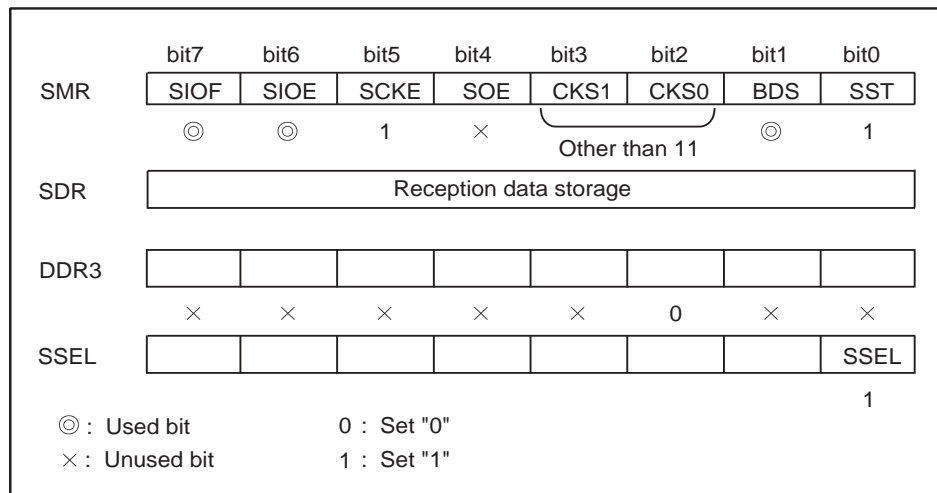 bit7 bit6 bit5 bit4 bit3 bit2 bit1 bit0
SMR SIOF SIOE SCKE SOE CKS1 CKS0 BDS SST
◎ ◎ 1 × ◎ 1
Other than 11
SDR Reception data storage
DDR3
× × × × × 0 × ×
SSEL SSEL
1
◎ : Used bit 0 : Set "0"
× : Unused bit 1 : Set "1"